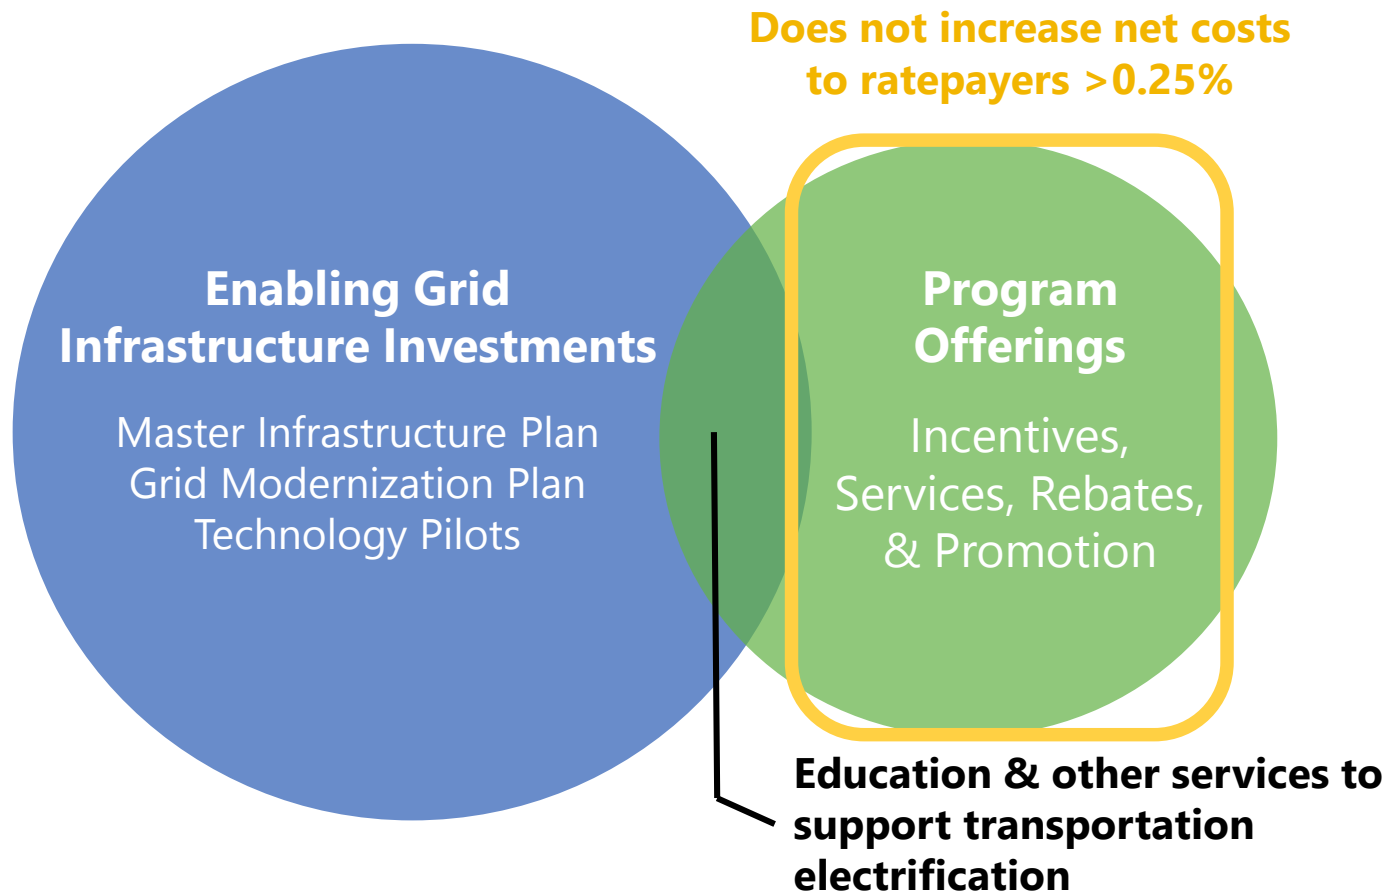 Does not increase net costs
to ratepayers >0.25%
Enabling Grid
Infrastructure Investments
Master Infrastructure Plan
Grid Modernization Plan
Technology Pilots
Program
Offerings
Incentives,
Services, Rebates,
& Promotion
Education & other services to
support transportation
electrification